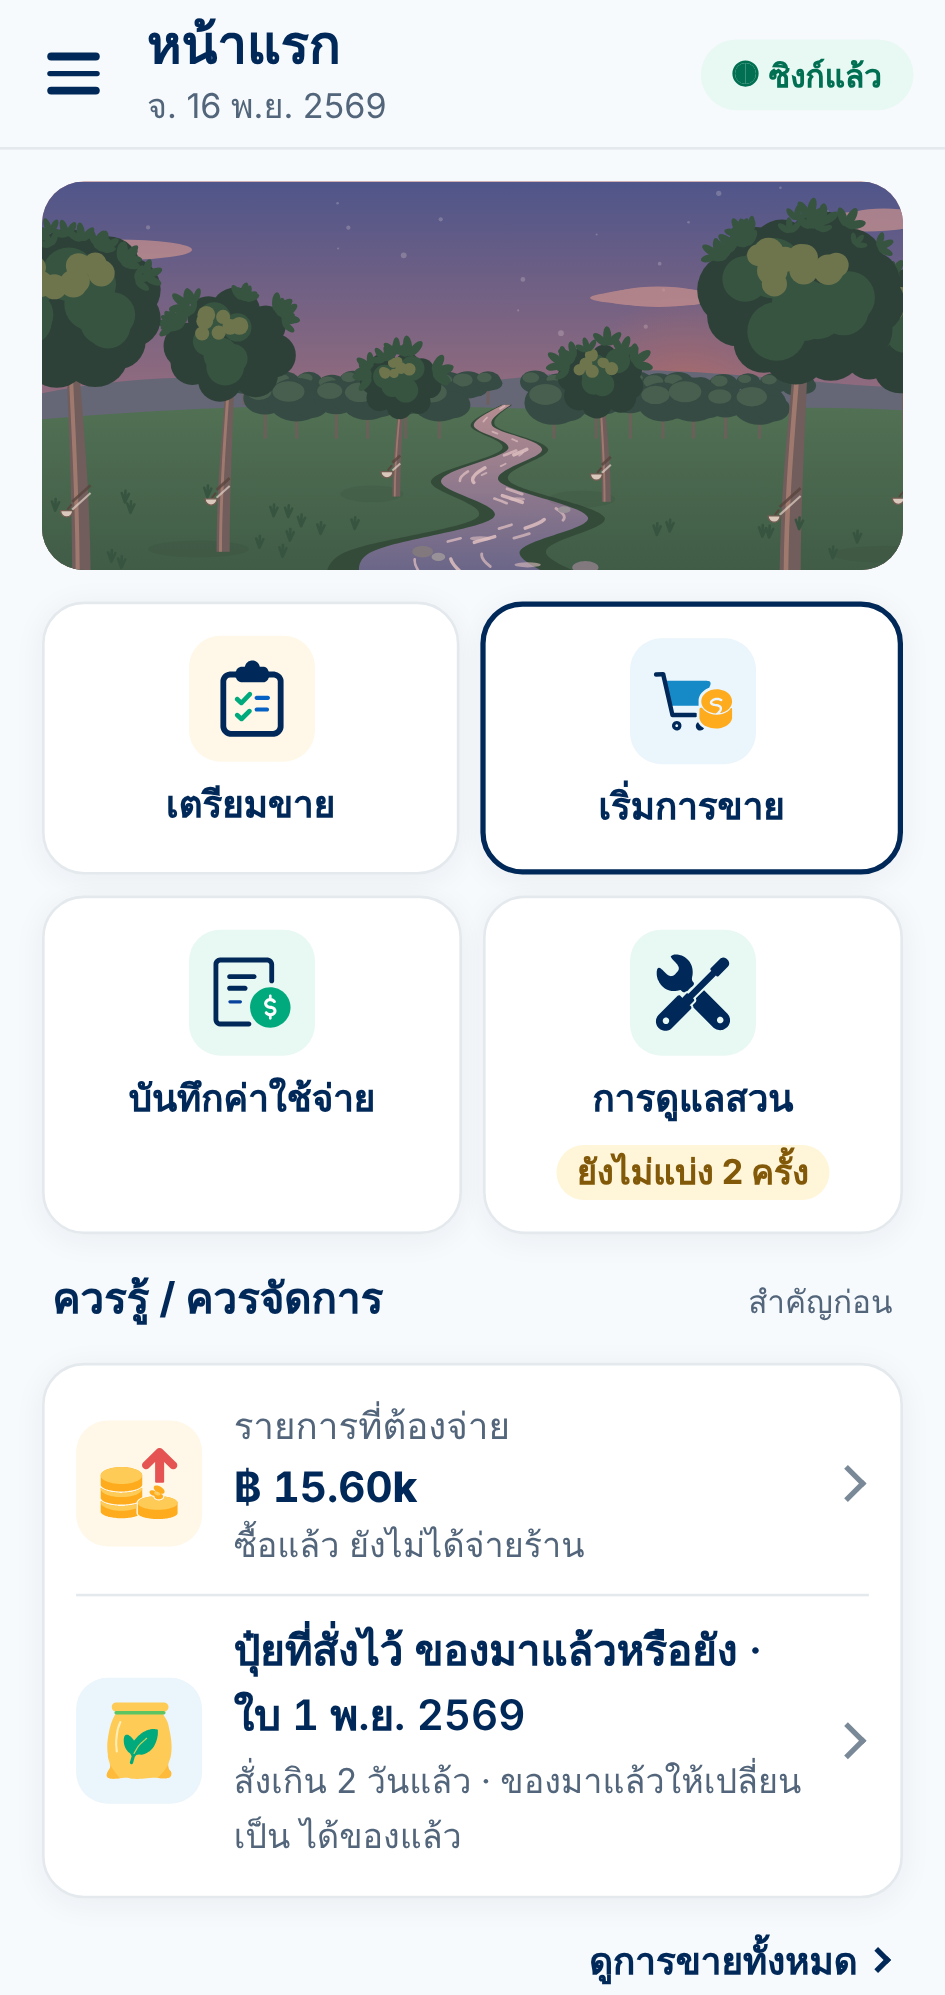 หน้าแรก
จ. 16 พ.ย. 2569
ซิงก์แล้ว
เตรียมขาย
เริ่มการขาย
บันทึกค่าใช้จ่าย
การดูแลสวน
ยังไม่แบ่ง 2 ครั้ง
ควรรู้ / ควรจัดการ
สำคัญก่อน
รายการที่ต้องจ่าย
฿ 15.60k
ซื้อแล้ว ยังไม่ได้จ่ายร้าน
ปุ๋ยที่สั่งไว้ ของมาแล้วหรือยัง ·
ใบ 1 พ.ย. 2569
สั่งเกิน 2 วันแล้ว · ของมาแล้วให้เปลี่ยน
เป็น ได้ของแล้ว
ดูการขายทั้งหมด